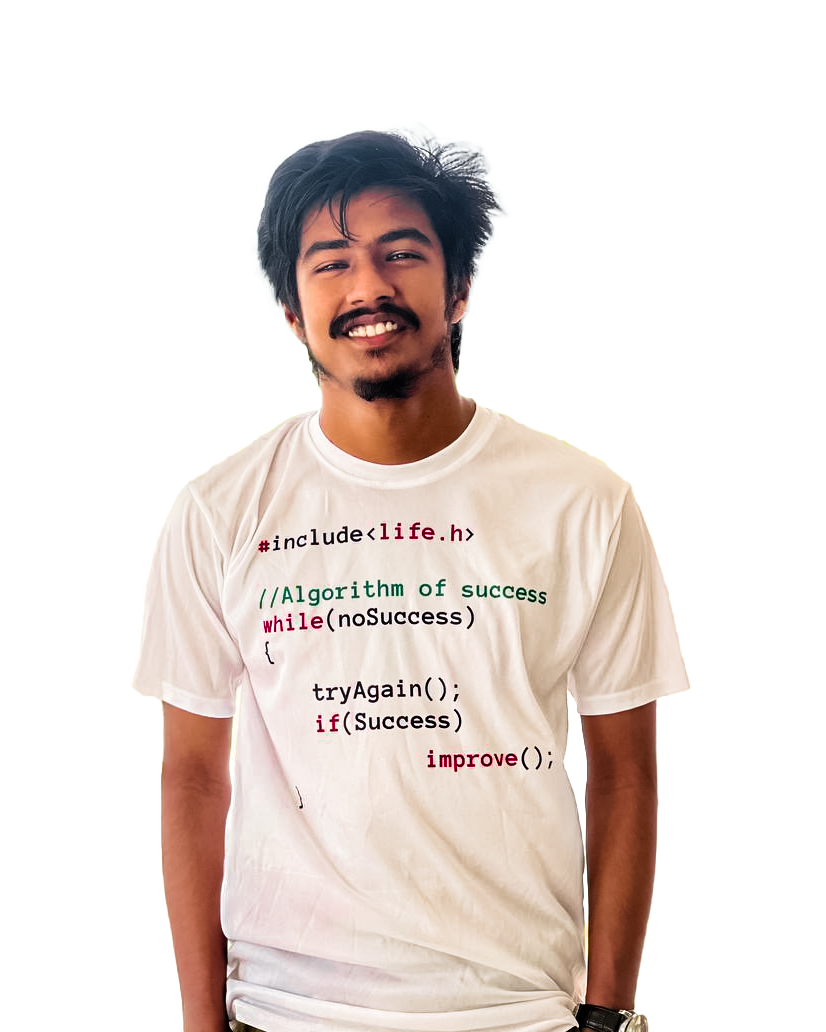 #include<life.h>
//Algorithm of success
while(noSuccess)
{
tryAgain();
if(Success)
improve();
}